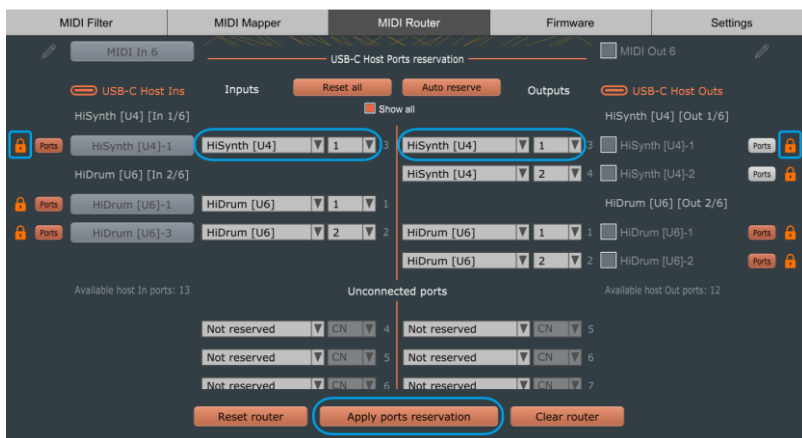 MIDI Filter MIDI Mapper MIDI Router Firmware Settings
MIDI In 6 USB-C Host Ports reservation MIDI Out 6
USB-C Host Ins Inputs Reset all Auto reserve Outputs USB-C Host Outs
Show all
HiSynth [U4] [In 1/6] HiSynth [U4] [Out 1/6]
Ports HiSynth [U4]-1 HiSynth [U4] 1 3 HiSynth [U4] 1 3 HiSynth [U4]-1 Ports
HiDrum [U6] [In 2/6] HiSynth [U4] 2 4 HiSynth [U4]-2 Ports
Ports HiDrum [U6]-1 HiDrum [U6] 1 1 HiDrum [U6] [Out 2/6]
Ports HiDrum [U6]-3 HiDrum [U6] 2 2 HiDrum [U6] 1 1 HiDrum [U6]-1 Ports
HiDrum [U6] 2 2 HiDrum [U6]-2 Ports
Available host In ports: 13 Unconnected ports Available host Out ports: 12
Not reserved CN 4 Not reserved CN 5
Not reserved CN 5 Not reserved CN 6
Not reserved CN 6 Not reserved CN 7
Reset router Apply ports reservation Clear router